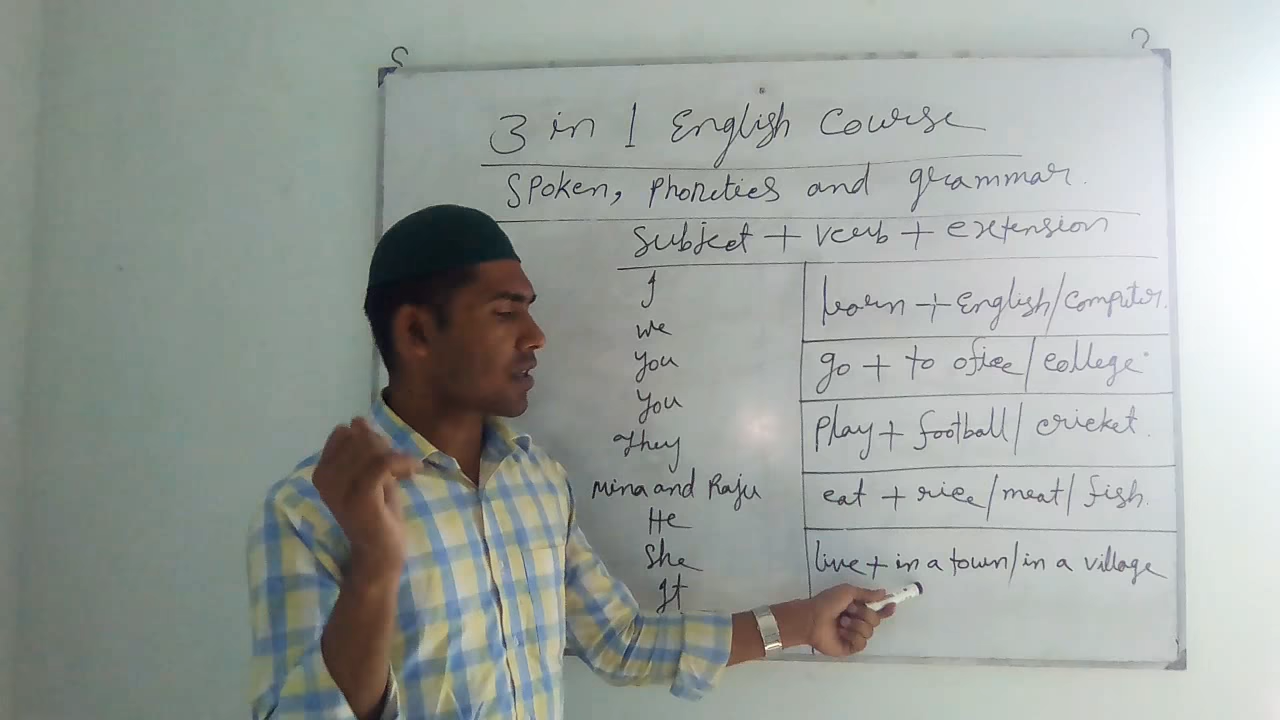 3 in 1 English Course
Spoken, Phonetics and grammar.
Subject + verb + extension
I
we
You
You
They
Mina and Raju
He
She
It
learn + English/computer.
go + to office/college
Play + football/ cricket.
eat + rice/meat/fish.
live + in a town/in a village